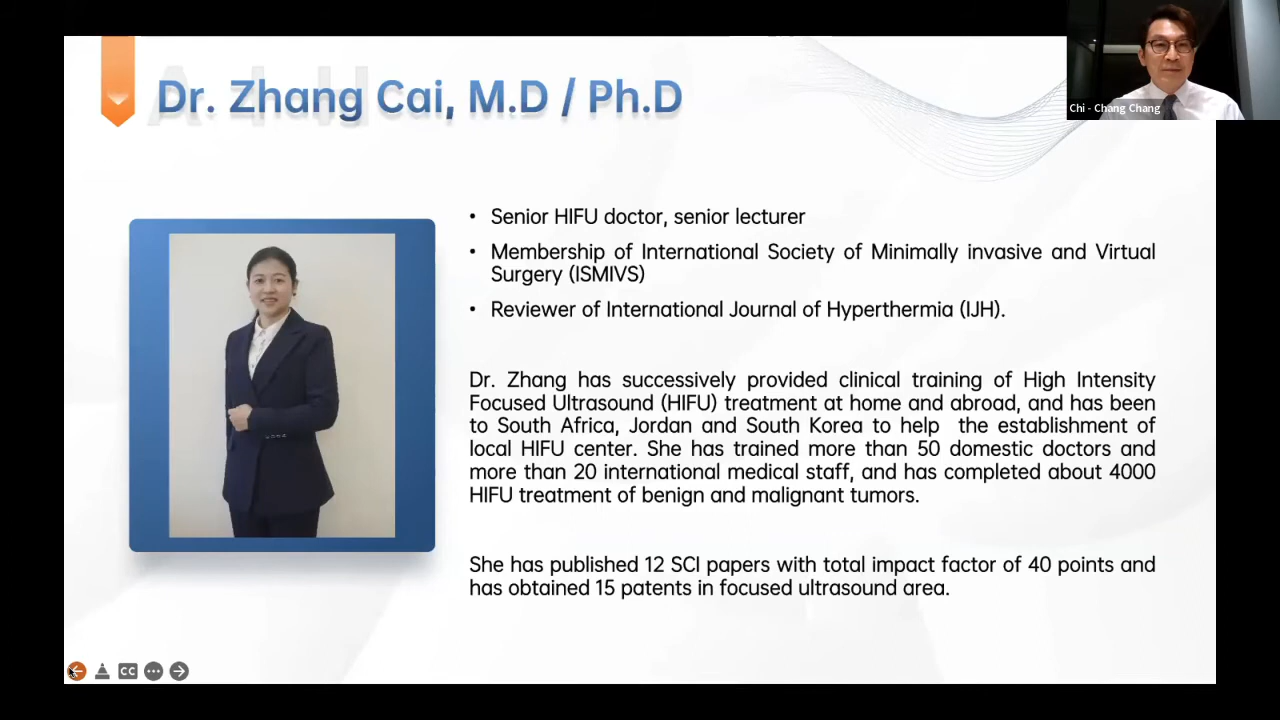 Dr. Zhang Cai, M.D / Ph.D
Chi - Chang Chang
• Senior HIFU doctor, senior lecturer
• Membership of International Society of Minimally invasive and Virtual
Surgery (ISMIVS)
• Reviewer of International Journal of Hyperthermia (IJH).
Dr. Zhang has successively provided clinical training of High Intensity
Focused Ultrasound (HIFU) treatment at home and abroad, and has been
to South Africa, Jordan and South Korea to help the establishment of
local HIFU center. She has trained more than 50 domestic doctors and
more than 20 international medical staff, and has completed about 4000
HIFU treatment of benign and malignant tumors.
She has published 12 SCI papers with total impact factor of 40 points and
has obtained 15 patents in focused ultrasound area.
CC